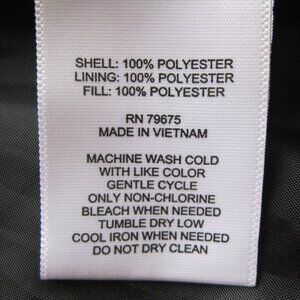 SHELL: 100% POLYESTER
LINING: 100% POLYESTER
FILL: 100% POLYESTER
RN 79675
MADE IN VIETNAM
MACHINE WASH COLD
WITH LIKE COLOR
GENTLE CYCLE
ONLY NON-CHLORINE
BLEACH WHEN NEEDED
TUMBLE DRY LOW
COOL IRON WHEN NEEDED
DO NOT DRY CLEAN